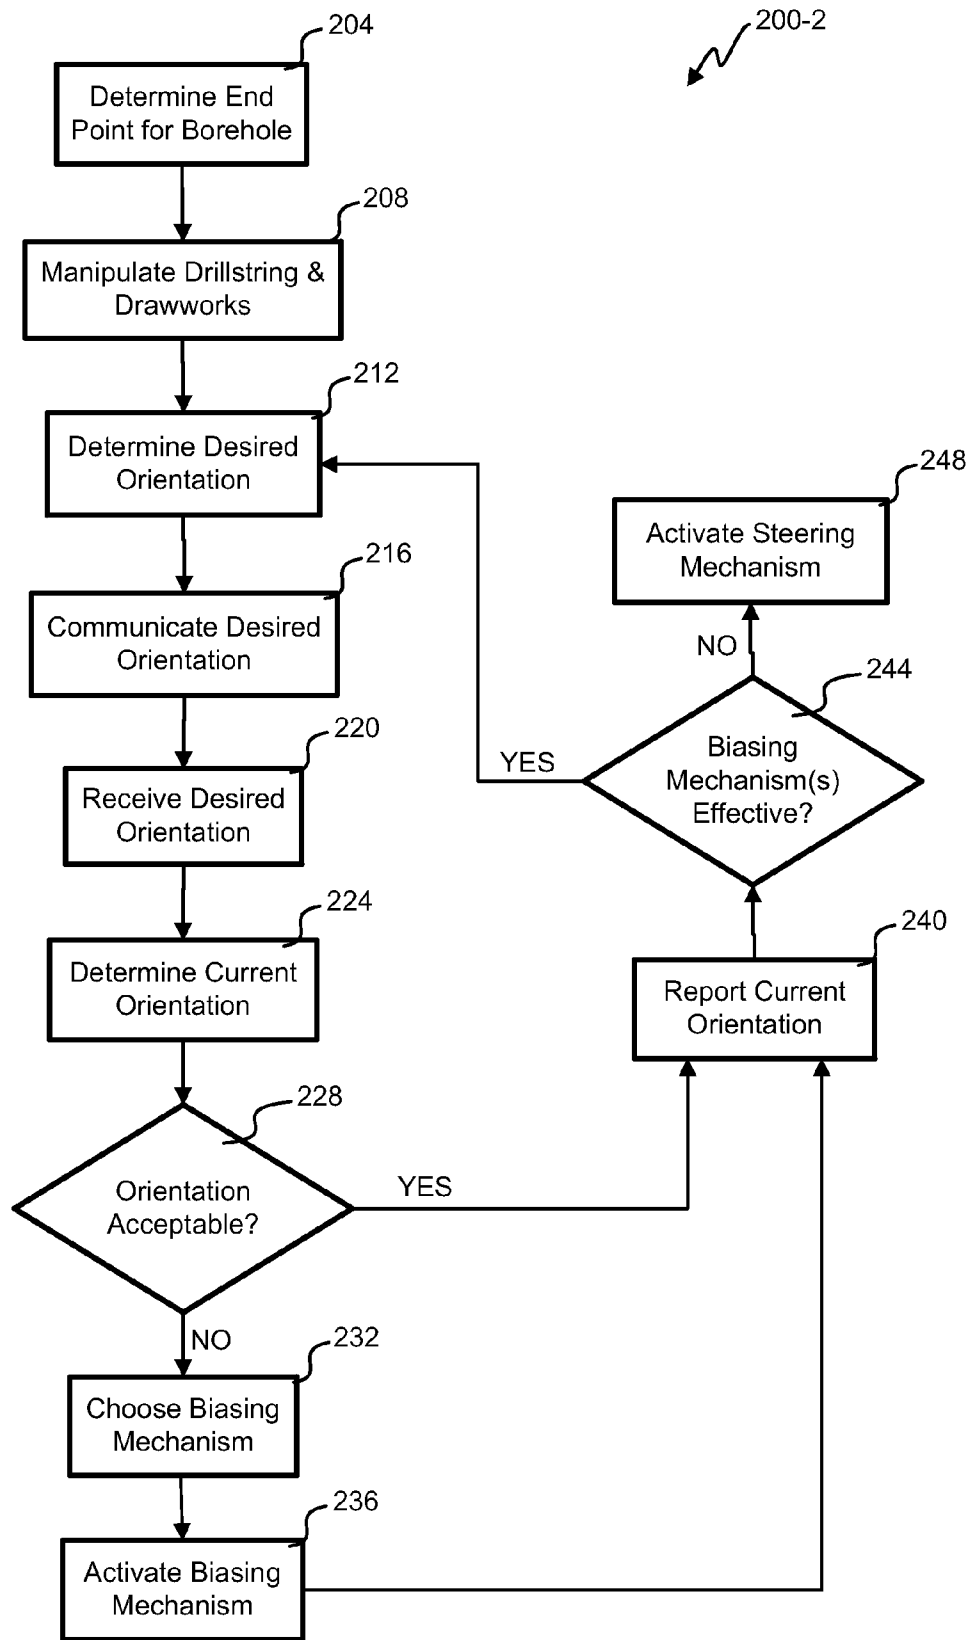 204
200-2
Determine End
Point for Borehole
208
Manipulate Drillstring &
Drawworks
212
Determine Desired
Orientation
216
Communicate Desired
Orientation
220
Receive Desired
Orientation
224
Determine Current
Orientation
228
Orientation
Acceptable?
YES
NO
232
Choose Biasing
Mechanism
236
Activate Biasing
Mechanism
240
Report Current
Orientation
244
Biasing
Mechanism(s)
Effective?
YES
NO
248
Activate Steering
Mechanism